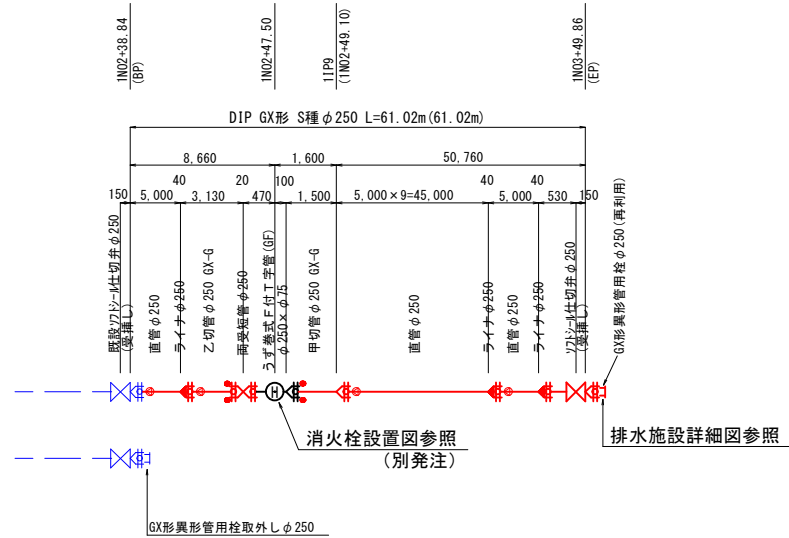 1N02+38.84
(BP)
1N02+47.50
1IP9
(1N02+49.10)
1N03+49.86
(EP)
DIP GX形 S種φ250 L=61.02m(61.02m)
8,660
1,600
50,760
40
20
100
40
40
150
5,000
3,130
470
1,500
5,000×9=45,000
5,000
530
150
既設ソフトシール仕切弁φ250
(受挿し)
直管φ250
ライナφ250
乙切管φ250 GX-G
両受短管φ250
うず巻式F付T字管(GF)
φ250×φ75
甲切管φ250 GX-G
直管φ250
ライナφ250
直管φ250
ライナφ250
ソフトシール仕切弁φ250
(受挿し)
GX形異形管用栓φ250(再利用)
H
消火栓設置図参照
(別発注)
排水施設詳細図参照
GX形異形管用栓取外しφ250